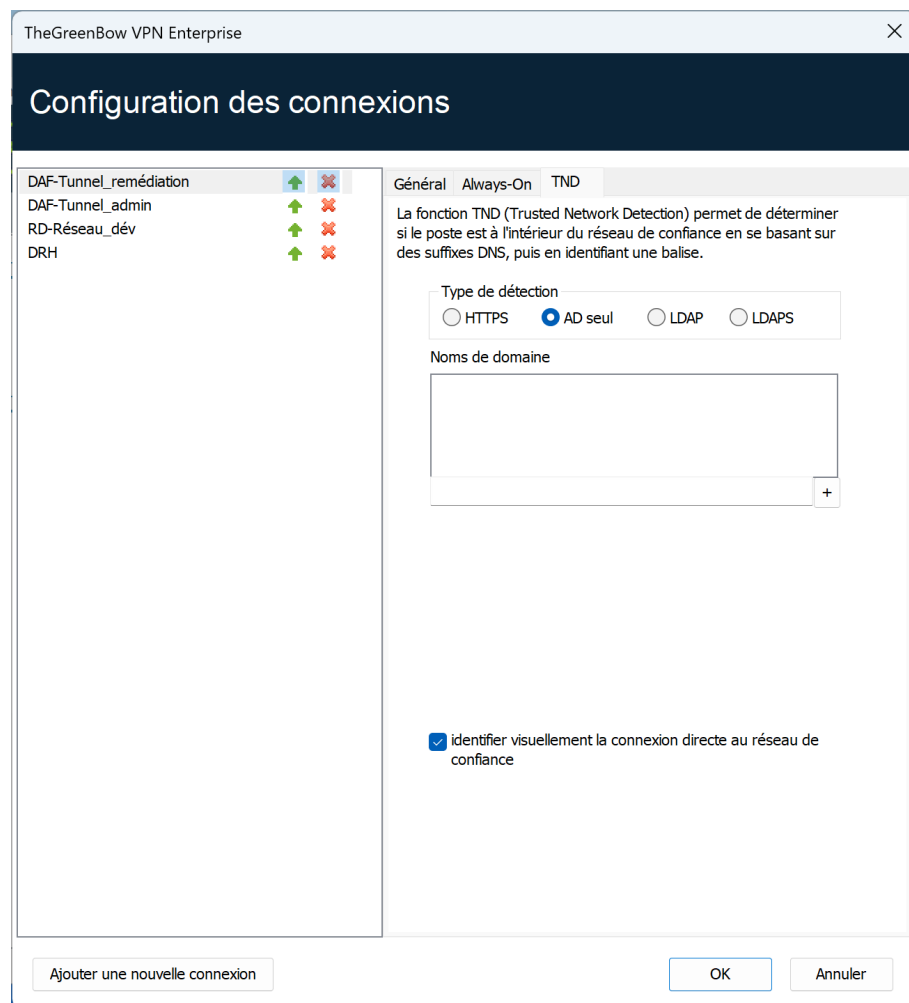 TheGreenBow VPN Enterprise
Configuration des connexions
DAF-Tunnel_remédiation
DAF-Tunnel_admin
RD-Réseau_dév
DRH
Général Always-On TND
La fonction TND (Trusted Network Detection) permet de déterminer
si le poste est à l'intérieur du réseau de confiance en se basant sur
des suffixes DNS, puis en identifiant une balise.
Type de détection
HTTPS AD seul LDAP LDAPS
Noms de domaine
+
identifier visuellement la connexion directe au réseau de
confiance
Ajouter une nouvelle connexion OK Annuler